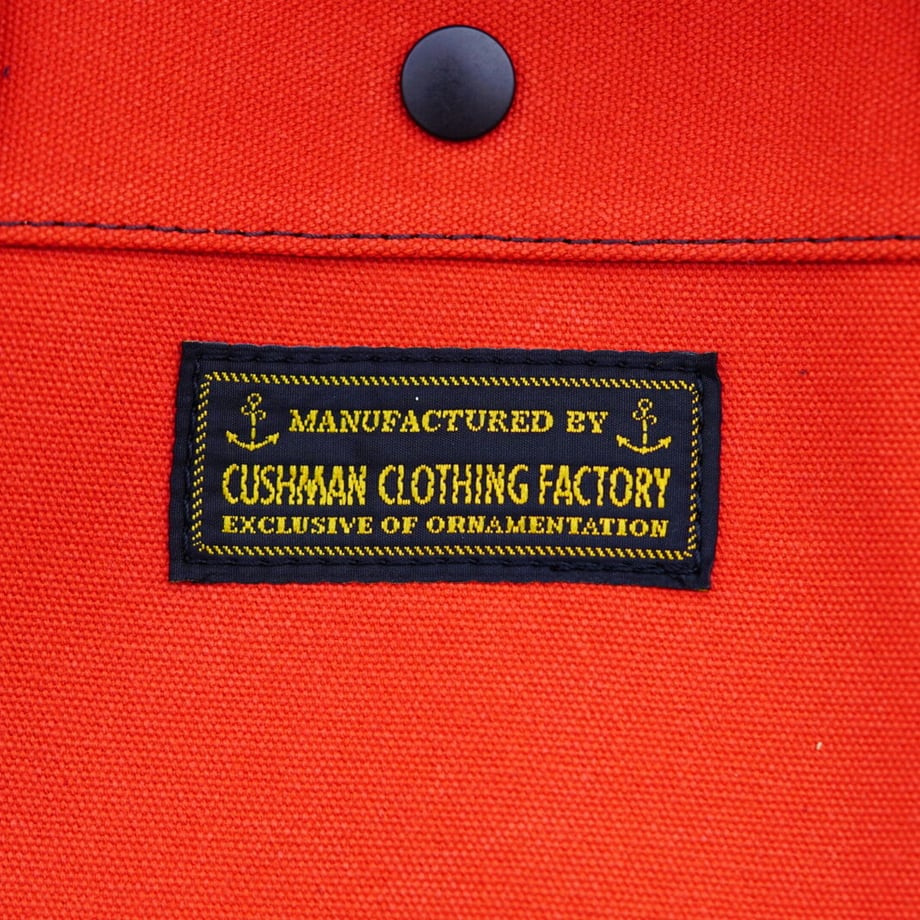 MANUFACTURED BY
CUSHMAN CLOTHING FACTORY
EXCLUSIVE OF ORNAMENTATION